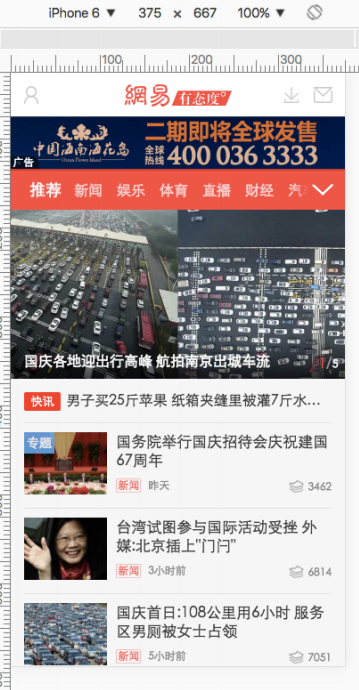 iPhone 6 ▼ 375 × 667 100% ▼
100 200 300
網易 有态度°
中国海南海花岛
Ocean Flower Island
二期即将全球发售
全球热线 400 036 3333
广告
推荐 新闻 娱乐 体育 直播 财经 汽
国庆各地迎出行高峰 航拍南京出城车流
1/5
快讯 男子买25斤苹果 纸箱夹缝里被灌7斤水...
专题
国务院举行国庆招待会庆祝建国
67周年
新闻 昨天 3462
台湾试图参与国际活动受挫 外
媒:北京插上"门闩"
新闻 3小时前 6814
国庆首日:108公里用6小时 服务
区男厕被女士占领
新闻 5小时前 7051